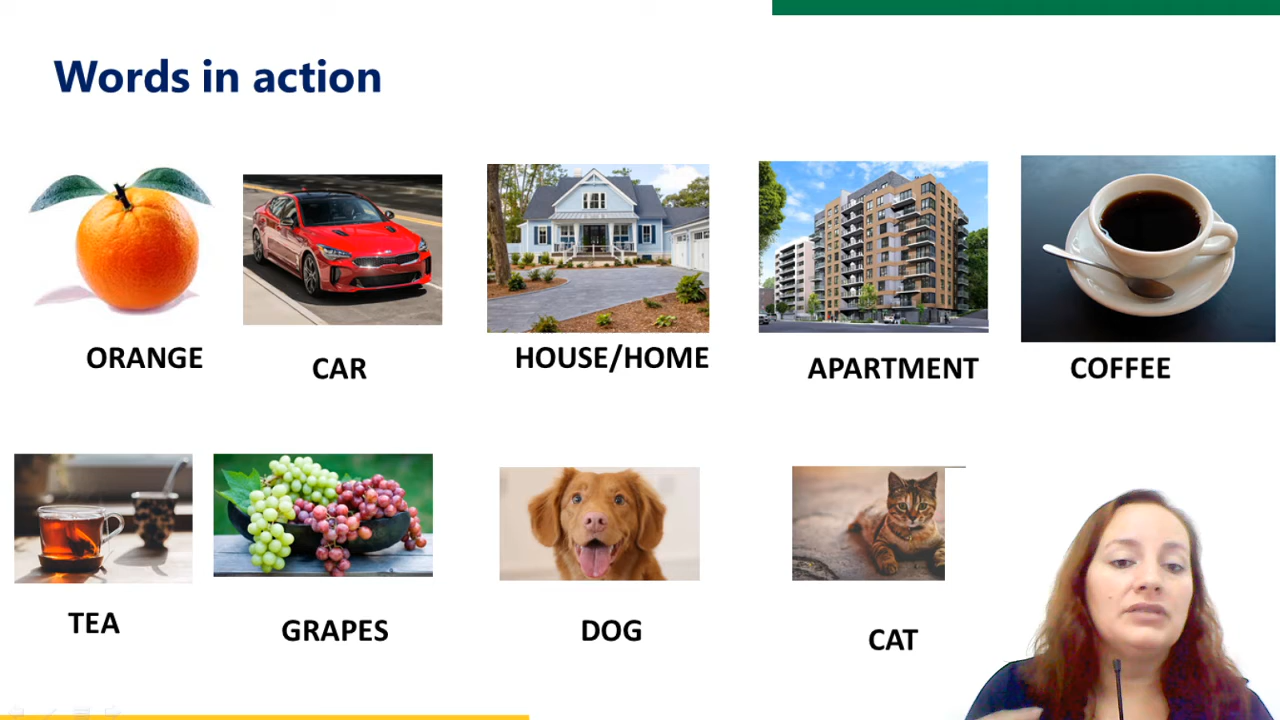 Words in action
ORANGE
CAR
HOUSE/HOME
APARTMENT
COFFEE
TEA
GRAPES
DOG
CAT